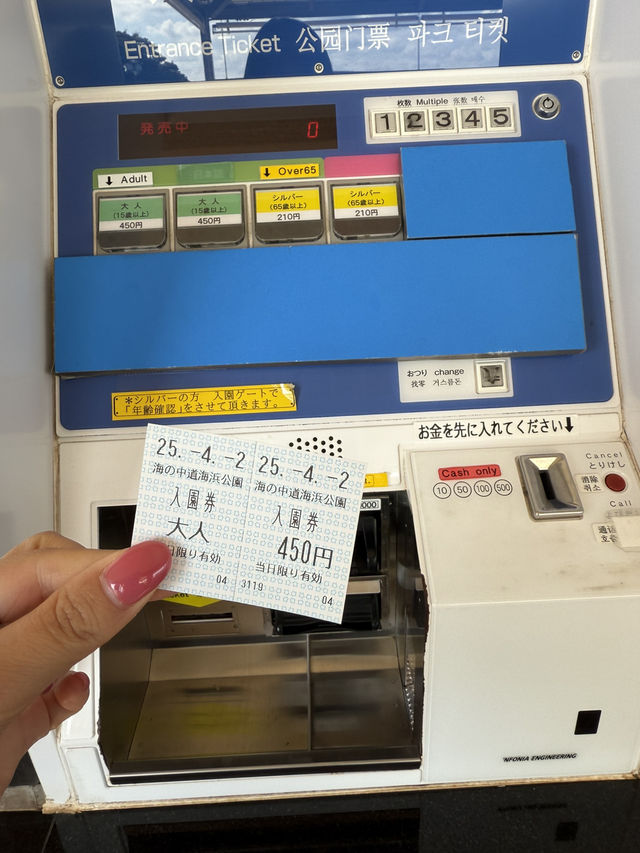 Entrance Ticket 公园门票 파크 티켓
発売中 0
枚数 Multiple 张数 매수
1 2 3 4 5
↓ Adult
↓ Over65
大人
(15歳以上)
450円
大人
(15歳以上)
450円
シルバー
(65歳以上)
210円
シルバー
(65歳以上)
210円
おつり change
找零 거스름돈
*シルバーの方 入園ゲートで
「年齢確認」をさせて頂きます。
お金を先に入れてください↓
Cash only
10 50 100 500
Cancel
とりけし
消除
취소
Call
25.-4.-2
海の中道海浜公園
入園券
大人
日限り有効
04
25.-4.-2
海の中道海浜公園
入園券
450円
当日限り有効
3119 04
NFONIA ENGINEERING